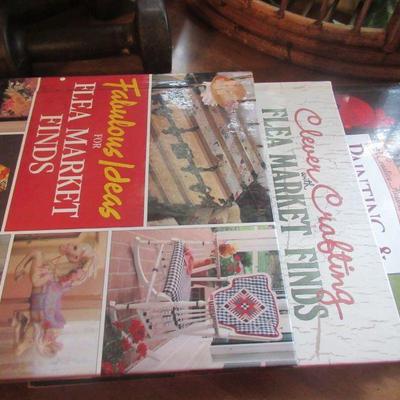 Fabulous Ideas
FOR
FLEA MARKET
FINDS
Clever Crafting
with
FLEA MARKET FINDS
PAINTING &